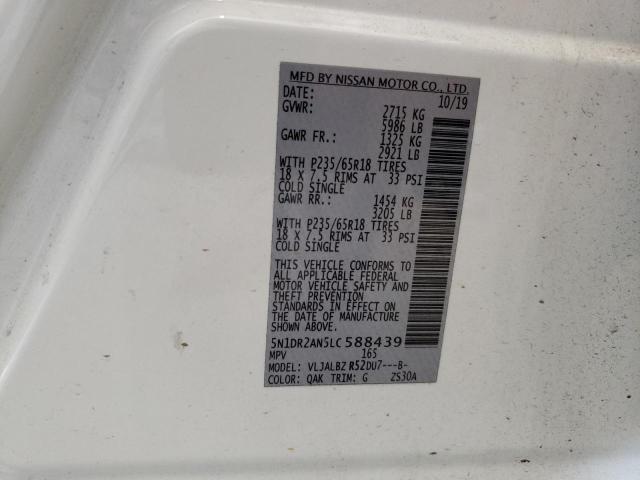 MFD BY NISSAN MOTOR CO., LTD.
DATE: 10/19
GVWR: 2715 KG
5986 LB
GAWR FR.: 1325 KG
2921 LB
WITH P235/65R18 TIRES
18 X 7.5 RIMS AT 33 PSI
COLD SINGLE
GAWR RR.: 1454 KG
3205 LB
WITH P235/65R18 TIRES
18 X 7.5 RIMS AT 33 PSI
COLD SINGLE
THIS VEHICLE CONFORMS TO
ALL APPLICABLE FEDERAL
MOTOR VEHICLE SAFETY AND
THEFT PREVENTION
STANDARDS IN EFFECT ON
THE DATE OF MANUFACTURE
SHOWN ABOVE.
5N1DR2AN5LC588439
MPV 165
MODEL: VLJALBZ R52DU7---B-
COLOR: QAK TRIM: G ZS30A